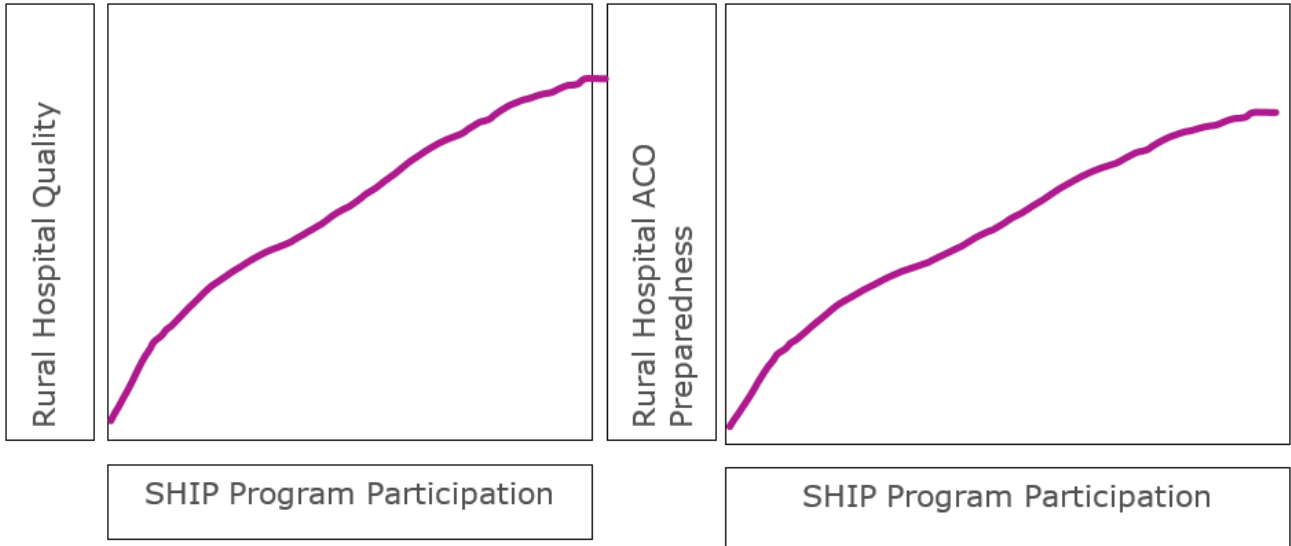 Rural Hospital Quality
SHIP Program Participation
Rural Hospital ACO
Preparedness
SHIP Program Participation